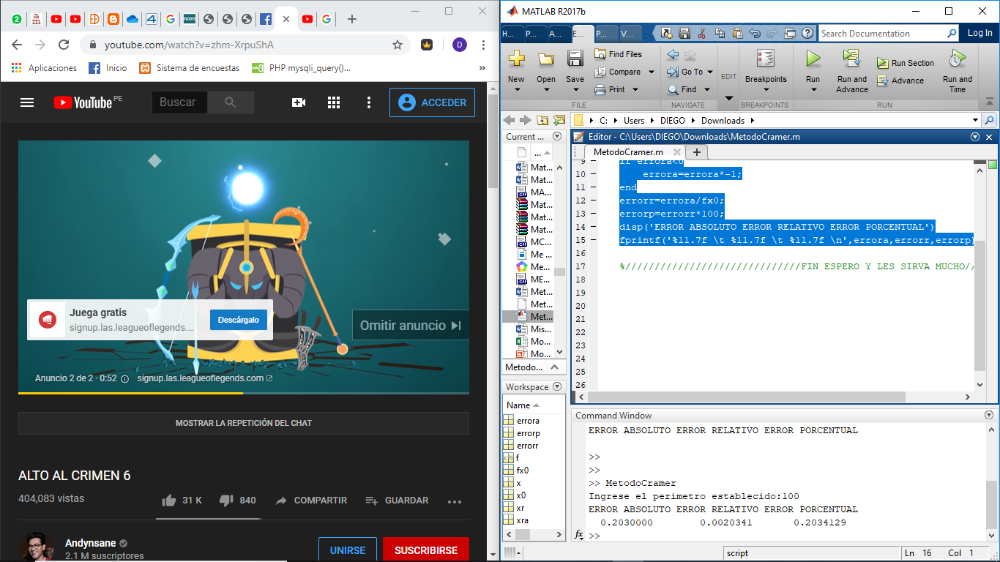 youtube.com/watch?v=zhm-XrpuShA
D
Aplicaciones
Inicio
Sistema de encuestas
PHP mysqli_query()...
»
YouTube PE
Buscar
ACCEDER
Juega gratis
signup.las.leagueoflegends....
Descárgalo
Omitir anuncio
Anuncio 2 de 2 · 0:52
signup.las.leagueoflegends.com
MOSTRAR LA REPETICIÓN DEL CHAT
ALTO AL CRIMEN 6
404,083 vistas
31 K
840
COMPARTIR
GUARDAR
Andynsane
2.1 M suscriptores
UNIRSE
SUSCRIBIRSE
MATLAB R2017b
H... P... A... E... P... V...
Search Documentation
Log In
New
Open
Save
Find Files
Compare
Print
FILE
Go To
Find
NAVIGATE
EDIT
Breakpoints
BREAKPOINTS
Run
Run and Advance
Run Section
Advance
Run and Time
RUN
C: Users DIEGO Downloads
Current ...
...
Mat...
Mat...
MA...
Mat...
Mat...
Mat...
MC...
Me ...
Me...
ME...
Met...
Met...
Met...
Mis...
Mo...
Mo...
Metodo...
Workspace
Name
errora
errorp
errorr
f
fx0
x
x0
xr
xra
Editor - C:\Users\DIEGO\Downloads\MetodoCramer.m
MetodoCramer.m
9 – if errora<0
10 – errora=errora*-1;
11 – end
12 – errorr=errora/fx0;
13 – errorp=errorr*100;
14 – disp('ERROR ABSOLUTO ERROR RELATIVO ERROR PORCENTUAL')
15 – fprintf('%11.7f \t %11.7f \t %11.7f \n',errora,errorr,errorp)
16
17 %//////////////////////////////FIN ESPERO Y LES SIRVA MUCHO//
18
19
20
21
22
23
24
25
26
Command Window
ERROR ABSOLUTO ERROR RELATIVO ERROR PORCENTUAL
>>
>>
>> MetodoCramer
Ingrese el perimetro establecido:100
ERROR ABSOLUTO ERROR RELATIVO ERROR PORCENTUAL
0.2030000 0.0020341 0.2034129
fx >>
script
Ln 16 Col 1